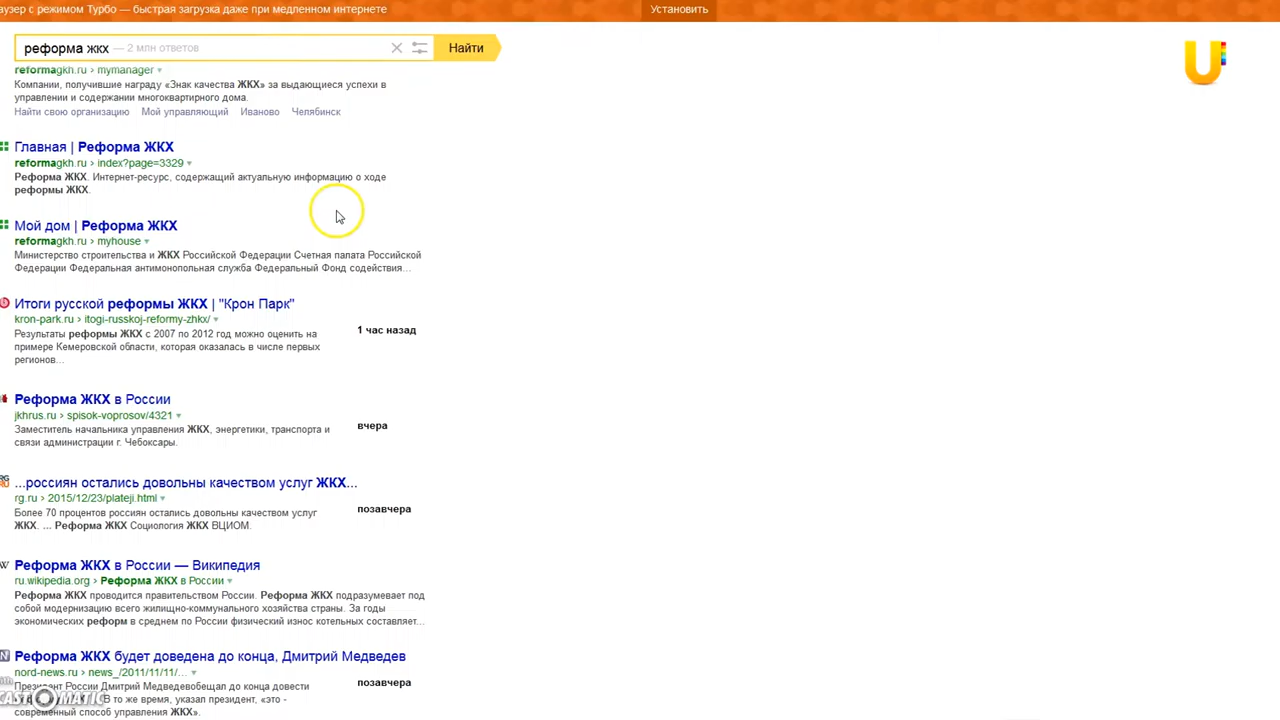 аузер с режимом Турбо — быстрая загрузка даже при медленном интернете
Установить
реформа жкх — 2 млн ответов
Найти
reformagkh.ru › mymanager
Компании, получившие награду «Знак качества ЖКХ» за выдающиеся успехи в
управлении и содержании многоквартирного дома.
Найти свою организацию Мой управляющий Иваново Челябинск
Главная | Реформа ЖКХ
reformagkh.ru › index?page=3329
Реформа ЖКХ. Интернет-ресурс, содержащий актуальную информацию о ходе
реформы ЖКХ.
Мой дом | Реформа ЖКХ
reformagkh.ru › myhouse
Министерство строительства и ЖКХ Российской Федерации Счетная палата Российской
Федерации Федеральная антимонопольная служба Федеральный Фонд содействия...
Итоги русской реформы ЖКХ | "Крон Парк"
kron-park.ru › itogi-russkoj-reformy-zhkx/
Результаты реформы ЖКХ с 2007 по 2012 год можно оценить на
примере Кемеровской области, которая оказалась в числе первых
регионов...
1 час назад
Реформа ЖКХ в России
jkhrus.ru › spisok-voprosov/4321
Заместитель начальника управления ЖКХ, энергетики, транспорта и
связи администрации г. Чебоксары.
вчера
...россиян остались довольны качеством услуг ЖКХ...
rg.ru › 2015/12/23/plateji.html
Более 70 процентов россиян остались довольны качеством услуг
ЖКХ. ... Реформа ЖКХ Социология ЖКХ ВЦИОМ.
позавчера
Реформа ЖКХ в России — Википедия
ru.wikipedia.org › Реформа ЖКХ в России
Реформа ЖКХ проводится правительством России. Реформа ЖКХ подразумевает под
собой модернизацию всего жилищно-коммунального хозяйства страны. За годы
экономических реформ в среднем по России физический износ котельных составляет...
Реформа ЖКХ будет доведена до конца, Дмитрий Медведев
nord-news.ru › news_/2011/11/11/...
Президент России Дмитрий Медведевобещал до конца довести
В то же время, указал президент, «это -
современный способ управления ЖКХ».
позавчера